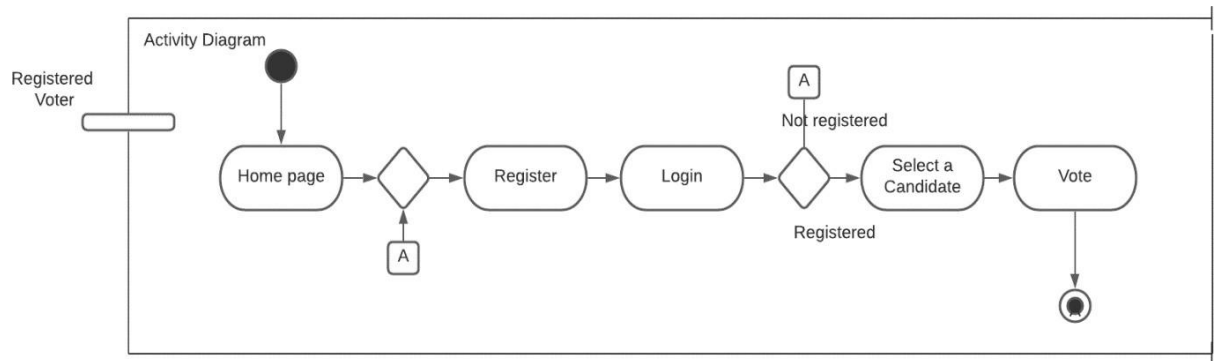 Activity Diagram
Registered
Voter
A
Not registered
Home page
Register
Login
Select a
Candidate
Vote
Registered
A